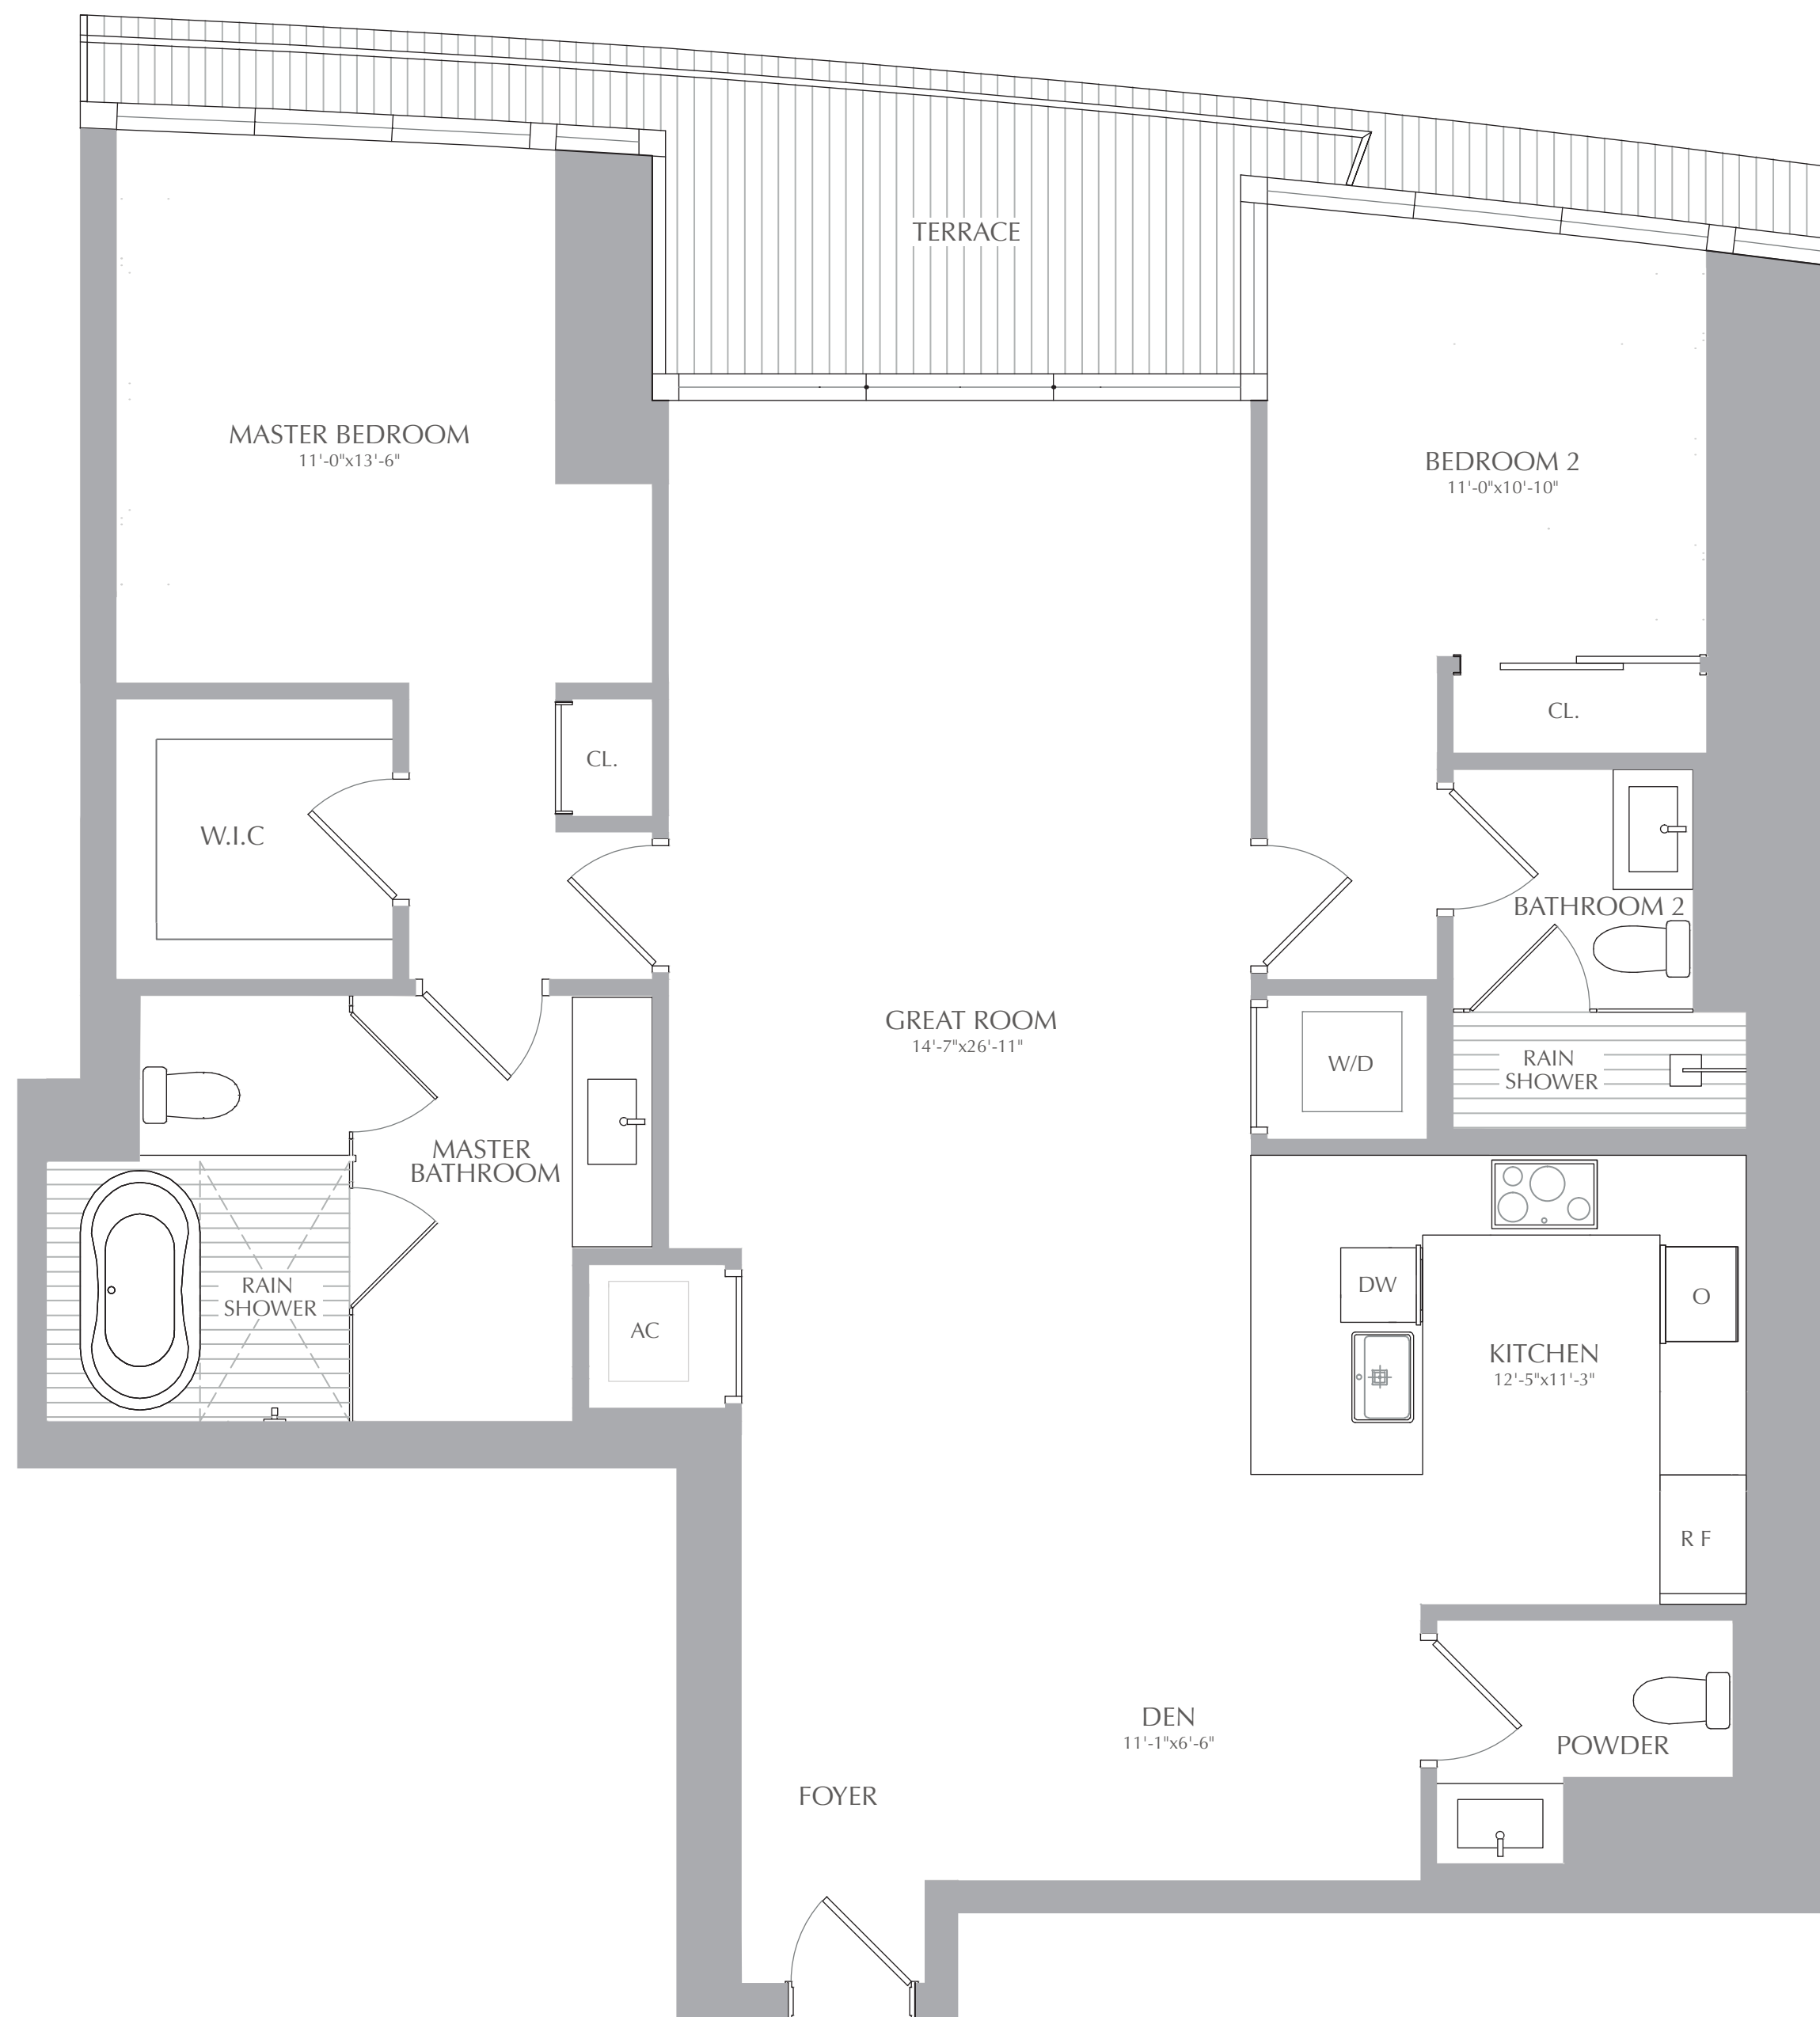 TERRACE
MASTER BEDROOM
11'-0"x13'-6"
BEDROOM 2
11'-0"x10'-10"
CL.
CL.
W.I.C
BATHROOM 2
GREAT ROOM
14'-7"x26'-11"
W/D
RAIN
SHOWER
MASTER
BATHROOM
RAIN
SHOWER
AC
DW
O
KITCHEN
12'-5"x11'-3"
R F
DEN
11'-1"x6'-6"
POWDER
FOYER